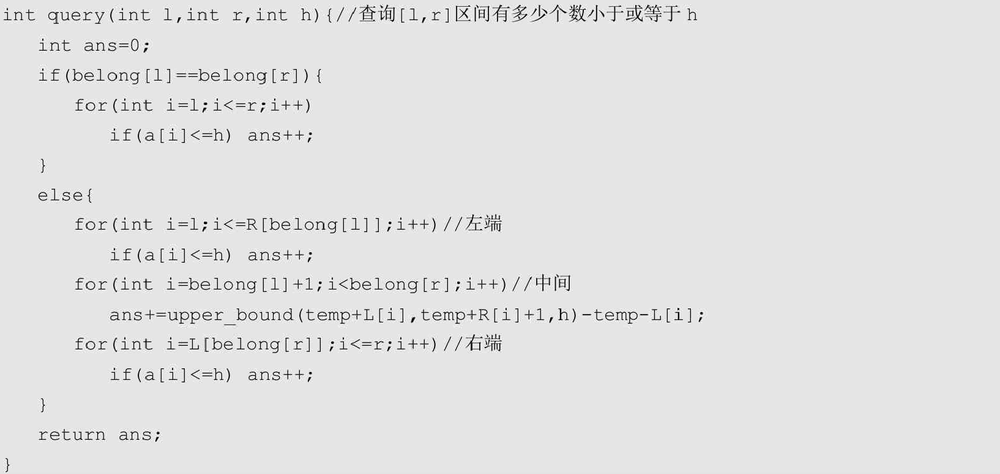 int query(int l,int r,int h){//查询[l,r]区间有多少个数小于或等于h
   int ans=0;
   if(belong[l]==belong[r]){
      for(int i=l;i<=r;i++)
         if(a[i]<=h) ans++;
   }
   else{
      for(int i=l;i<=R[belong[l]];i++)//左端
         if(a[i]<=h) ans++;
      for(int i=belong[l]+1;i<belong[r];i++)//中间
         ans+=upper_bound(temp+L[i],temp+R[i]+1,h)-temp-L[i];
      for(int i=L[belong[r]];i<=r;i++)//右端
         if(a[i]<=h) ans++;
   }
   return ans;
}